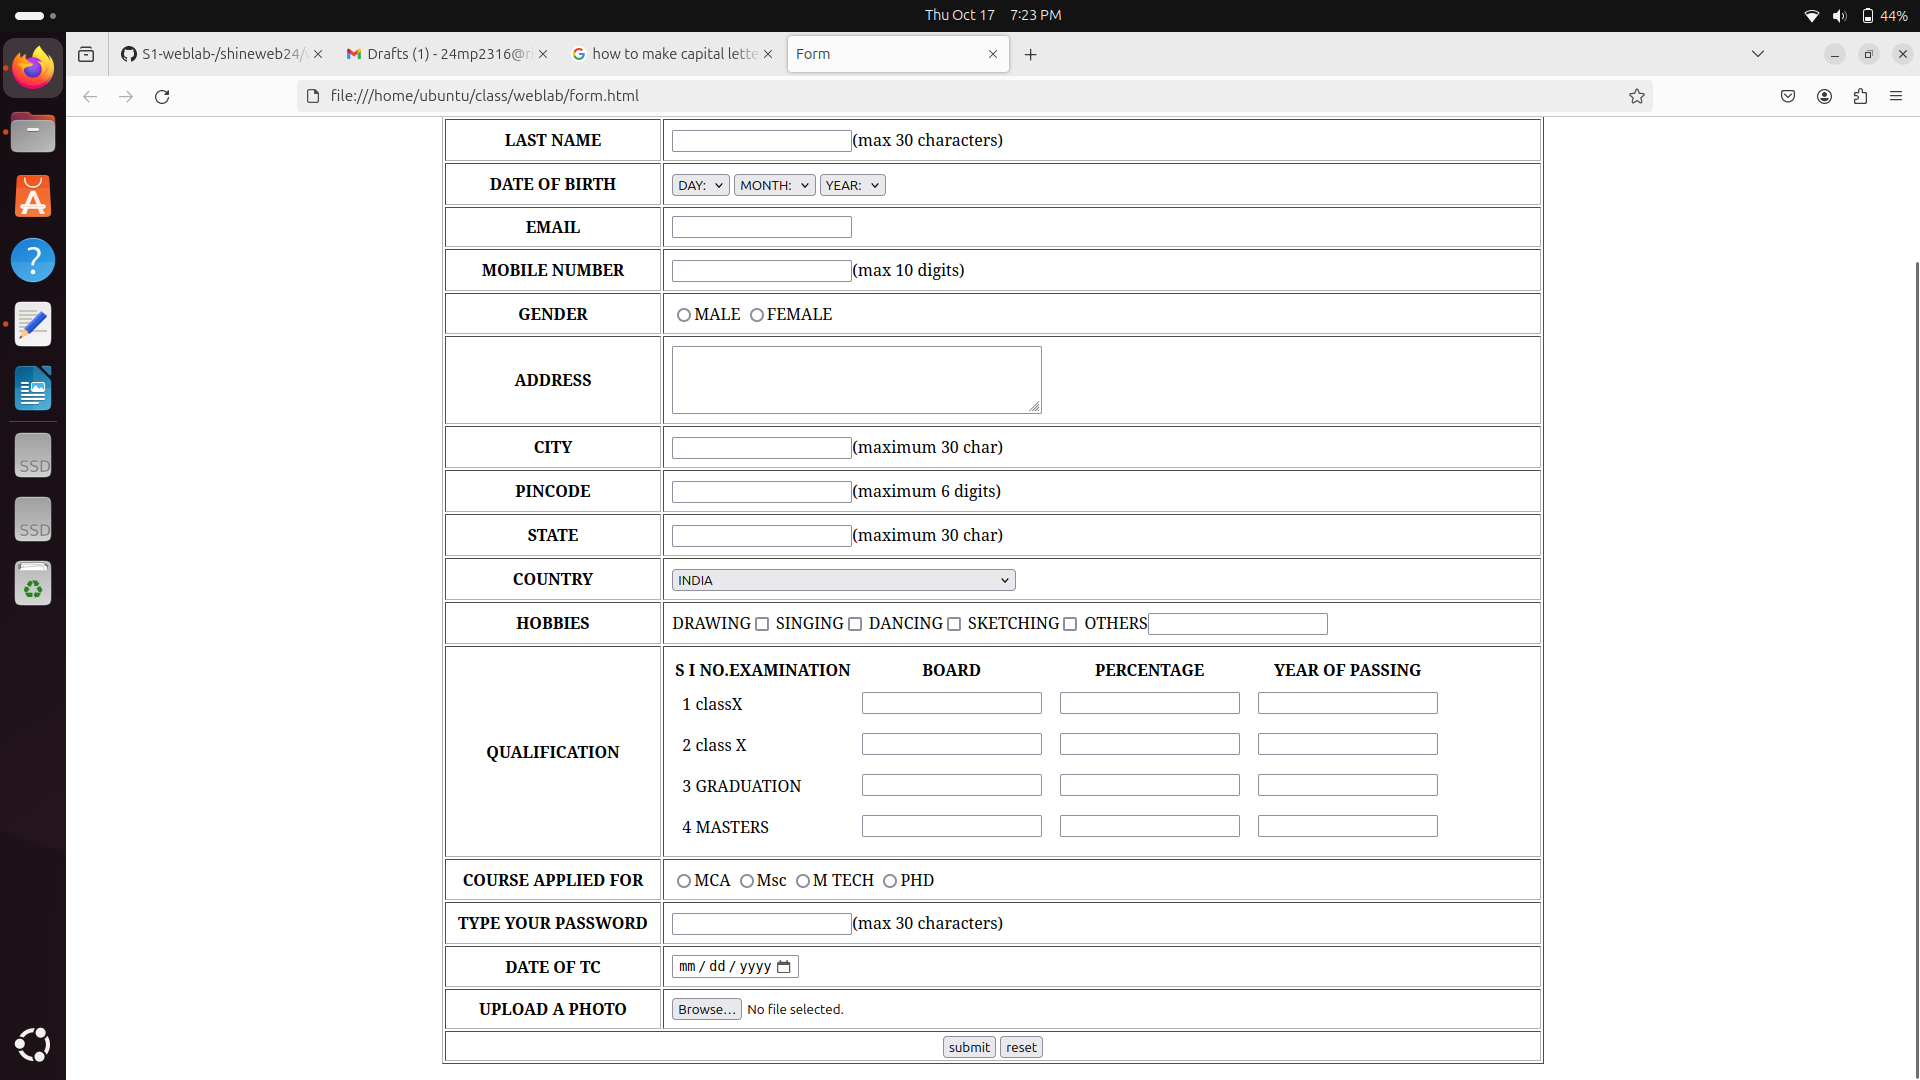 Thu Oct 17 7:23 PM
44%
S1-weblab-/shineweb24/
Drafts (1) - 24mp2316@
how to make capital lette
Form
file:///home/ubuntu/class/weblab/form.html
LAST NAME (max 30 characters)
DATE OF BIRTH DAY: MONTH: YEAR:
EMAIL
MOBILE NUMBER (max 10 digits)
GENDER MALE FEMALE
ADDRESS
CITY (maximum 30 char)
PINCODE (maximum 6 digits)
STATE (maximum 30 char)
COUNTRY INDIA
HOBBIES DRAWING SINGING DANCING SKETCHING OTHERS
QUALIFICATION
S I NO.EXAMINATION BOARD PERCENTAGE YEAR OF PASSING
1 classX
2 class X
3 GRADUATION
4 MASTERS
COURSE APPLIED FOR MCA Msc M TECH PHD
TYPE YOUR PASSWORD (max 30 characters)
DATE OF TC mm / dd / yyyy
UPLOAD A PHOTO Browse... No file selected.
submit reset
SSD
SSD